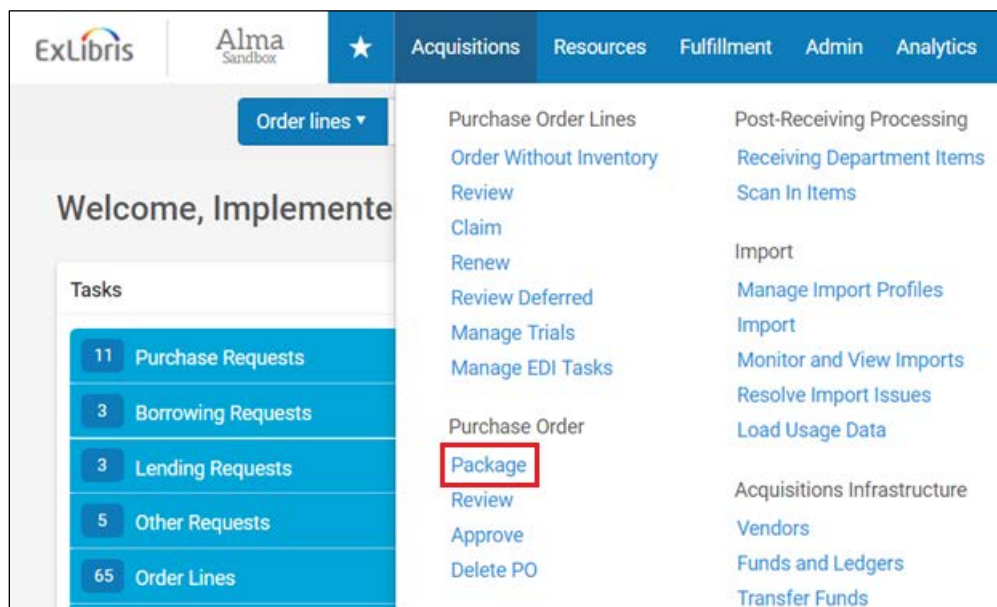 ExLibris
Alma
Sandbox
★ Acquisitions Resources Fulfillment Admin Analytics
Order lines ▼
Welcome, Implemente
Tasks
11 Purchase Requests
3 Borrowing Requests
3 Lending Requests
5 Other Requests
65 Order Lines
Purchase Order Lines
Order Without Inventory
Review
Claim
Renew
Review Deferred
Manage Trials
Manage EDI Tasks
Purchase Order
Package
Review
Approve
Delete PO
Post-Receiving Processing
Receiving Department Items
Scan In Items
Import
Manage Import Profiles
Import
Monitor and View Imports
Resolve Import Issues
Load Usage Data
Acquisitions Infrastructure
Vendors
Funds and Ledgers
Transfer Funds